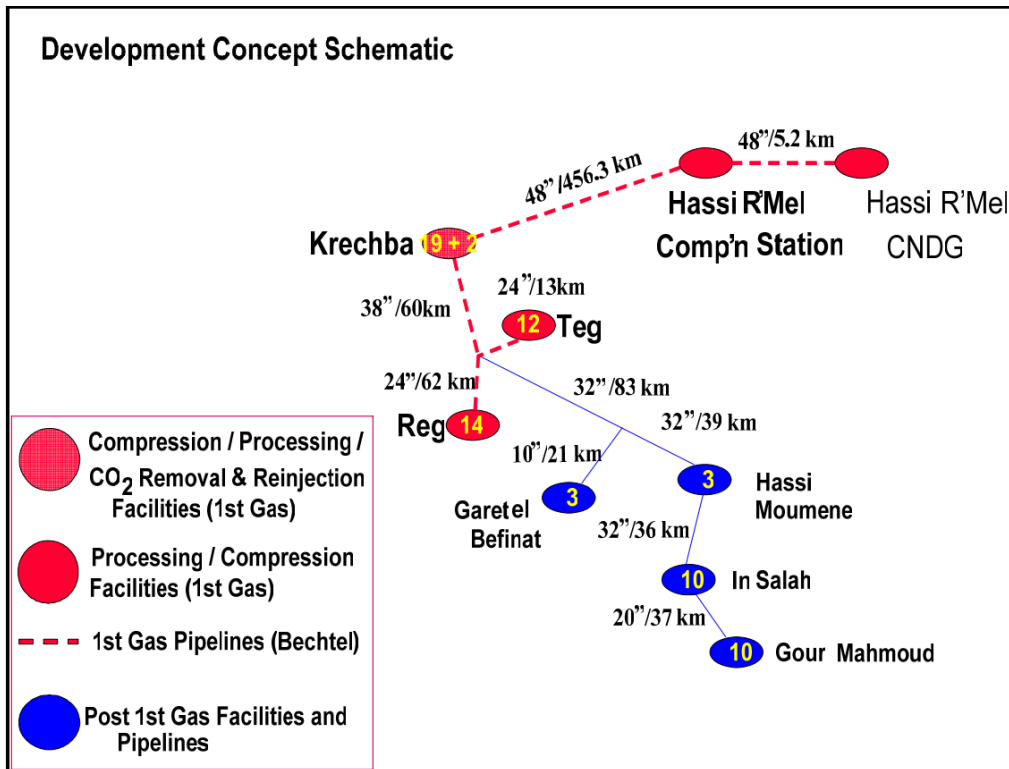 Development Concept Schematic
48”/5.2 km
48”/456.3 km
Hassi R’Mel
Comp’n Station
Hassi R’Mel
CNDG
Krechba
19 + 2
24”/13km
38”/60km
12
Teg
24”/62 km
32”/83 km
Reg
14
32”/39 km
10”/21 km
3
Garet el
Befinat
3
Hassi
Moumene
32”/36 km
10
In Salah
20”/37 km
10
Gour Mahmoud
Compression / Processing /
CO2 Removal & Reinjection
Facilities (1st Gas)
Processing / Compression
Facilities (1st Gas)
1st Gas Pipelines (Bechtel)
Post 1st Gas Facilities and
Pipelines